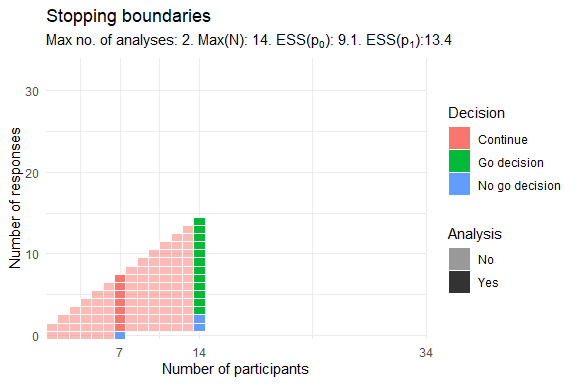 Stopping boundaries
Max no. of analyses: 2. Max(N): 14. ESS(p₀): 9.1. ESS(p₁):13.4
Number of responses
30
20
10
0
7
14
34
Number of participants
Decision
Continue
Go decision
No go decision
Analysis
No
Yes